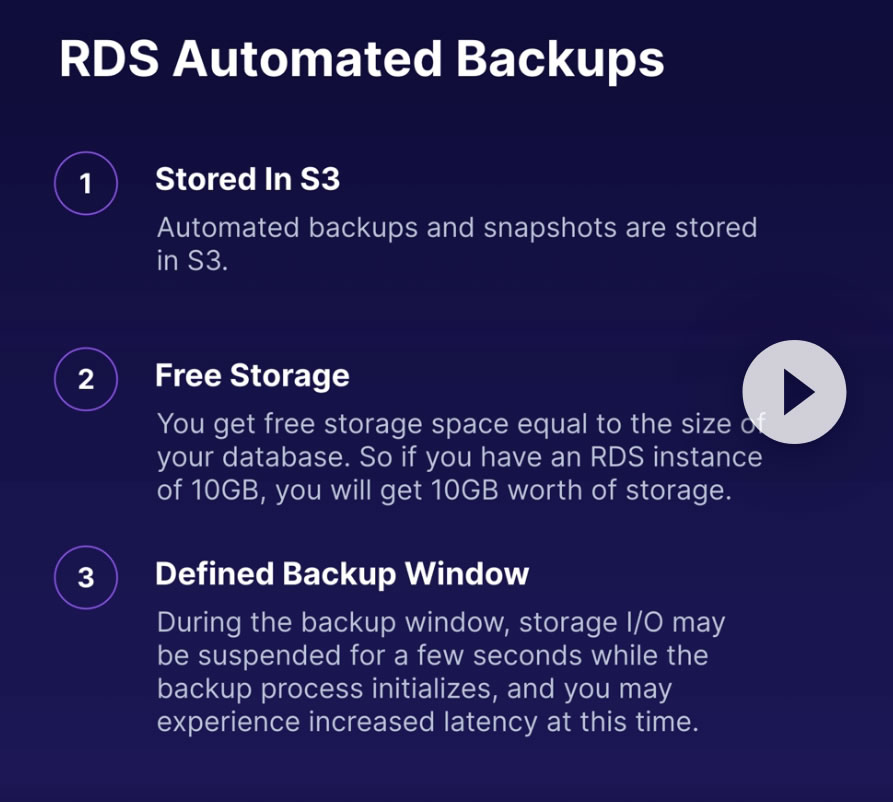 RDS Automated Backups
1
Stored In S3
Automated backups and snapshots are stored
in S3.
2
Free Storage
You get free storage space equal to the size of
your database. So if you have an RDS instance
of 10GB, you will get 10GB worth of storage.
3
Defined Backup Window
During the backup window, storage I/O may
be suspended for a few seconds while the
backup process initializes, and you may
experience increased latency at this time.